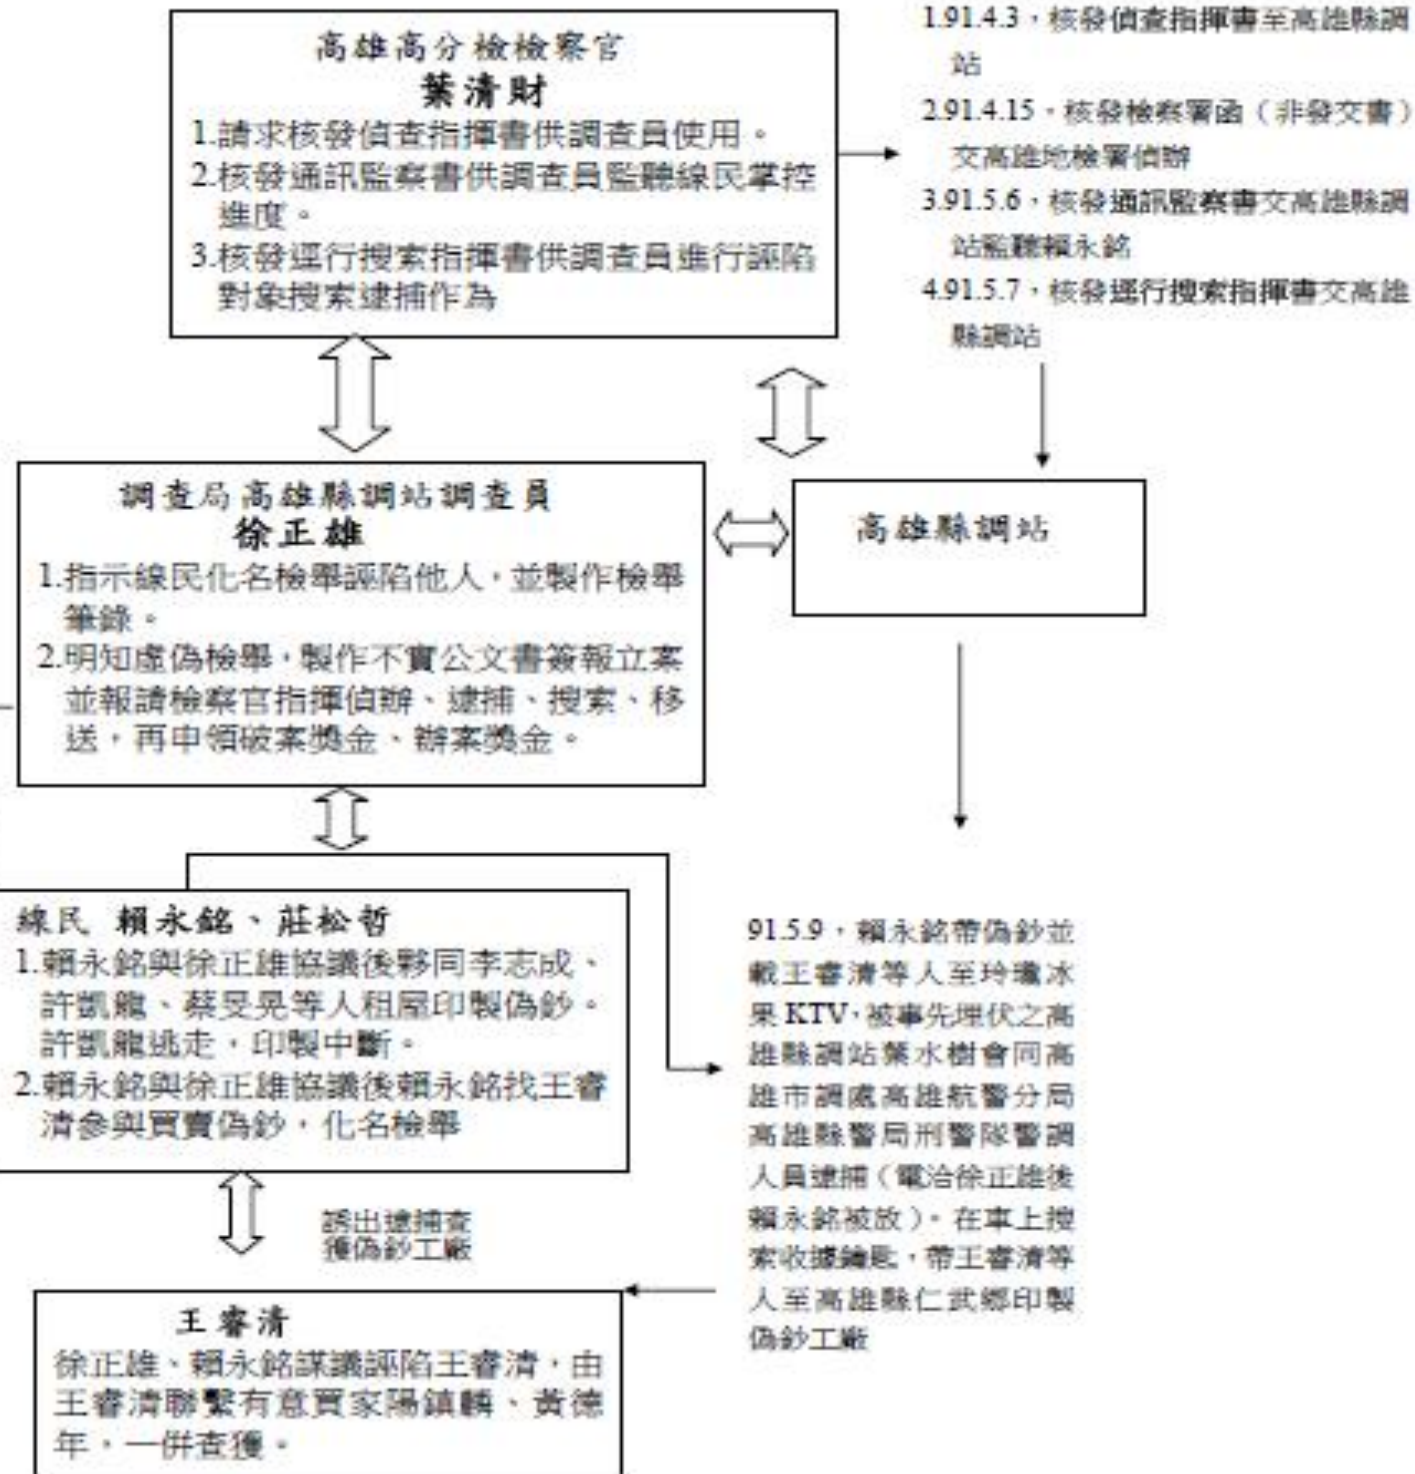 高雄高分檢檢察官
葉清財
1.請求核發偵查指揮書供調查員使用。
2.核發通訊監察書供調查員監聽線民掌控
進度。
3.核發逕行搜索指揮書供調查員進行誣陷
對象搜索逮捕作為
1.91.4.3，核發偵查指揮書至高雄縣調
站
2.91.4.15，核發檢察署函（非發交書）
交高雄地檢署偵辦
3.91.5.6，核發通訊監察書交高雄縣調
站監聽賴永銘
4.91.5.7，核發逕行搜索指揮書交高雄
縣調站
調查局高雄縣調站調查員
徐正雄
1.指示線民化名檢舉誣陷他人，並製作檢舉
筆錄。
2.明知虛偽檢舉，製作不實公文書簽報立案
並報請檢察官指揮偵辦、逮捕、搜索、移
送，再申領破案獎金、辦案獎金。
高雄縣調站
線民 賴永銘、莊松哲
1.賴永銘與徐正雄協議後夥同李志成、
許凱龍、蔡旻晃等人租屋印製偽鈔。
許凱龍逃走，印製中斷。
2.賴永銘與徐正雄協議後賴永銘找王睿
清參與買賣偽鈔，化名檢舉
91.5.9，賴永銘帶偽鈔並
載王睿清等人至玲瓏冰
果 KTV，被事先埋伏之高
雄縣調站葉水樹會同高
雄市調處高雄航警分局
高雄縣警局刑警隊警調
人員逮捕（電洽徐正雄後
賴永銘被放）。在車上搜
索收據鑰匙，帶王睿清等
人至高雄縣仁武鄉印製
偽鈔工廠
誘出逮捕查
獲偽鈔工廠
王睿清
徐正雄、賴永銘謀議誣陷王睿清，由
王睿清聯繫有意買家陽鎮麟、黃德
年，一併查獲。